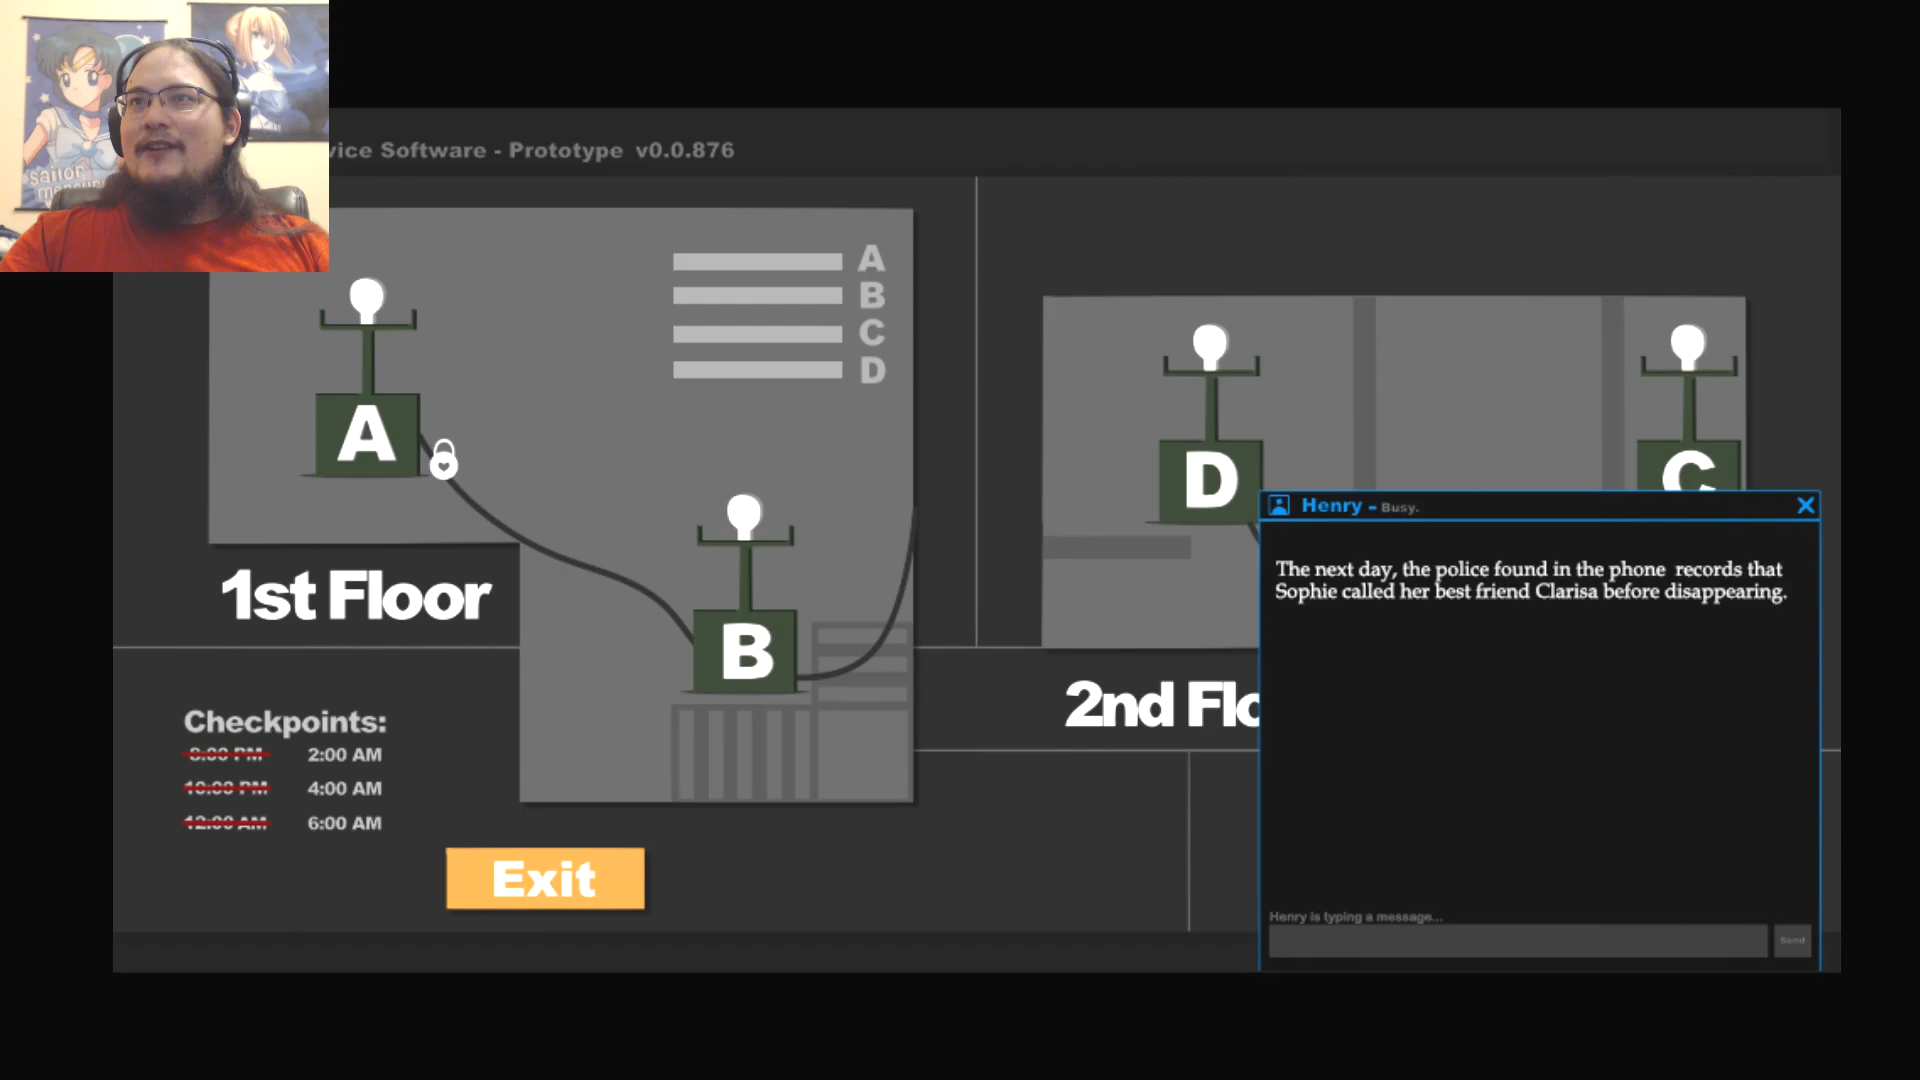 sailor
mercury
vice Software - Prototype v0.0.876
A
B
C
D
A
B
1st Floor
D
C
2nd Flo
Checkpoints:
8:00 PM 2:00 AM
10:00 PM 4:00 AM
12:00 AM 6:00 AM
Exit
Henry - Busy.
The next day, the police found in the phone records that
Sophie called her best friend Clarisa before disappearing.
Henry is typing a message...
Send